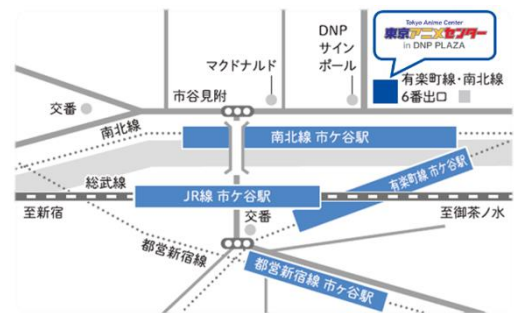 Tokyo Anime Center
東京アニメセンター
in DNP PLAZA
DNP
サイン
ポール
マクドナルド
有楽町線・南北線
6番出口
市谷見附
交番
南北線
南北線 市ケ谷駅
有楽町線 市ケ谷駅
総武線
JR線 市ケ谷駅
至新宿
交番
至御茶ノ水
都営新宿線
都営新宿線 市ケ谷駅